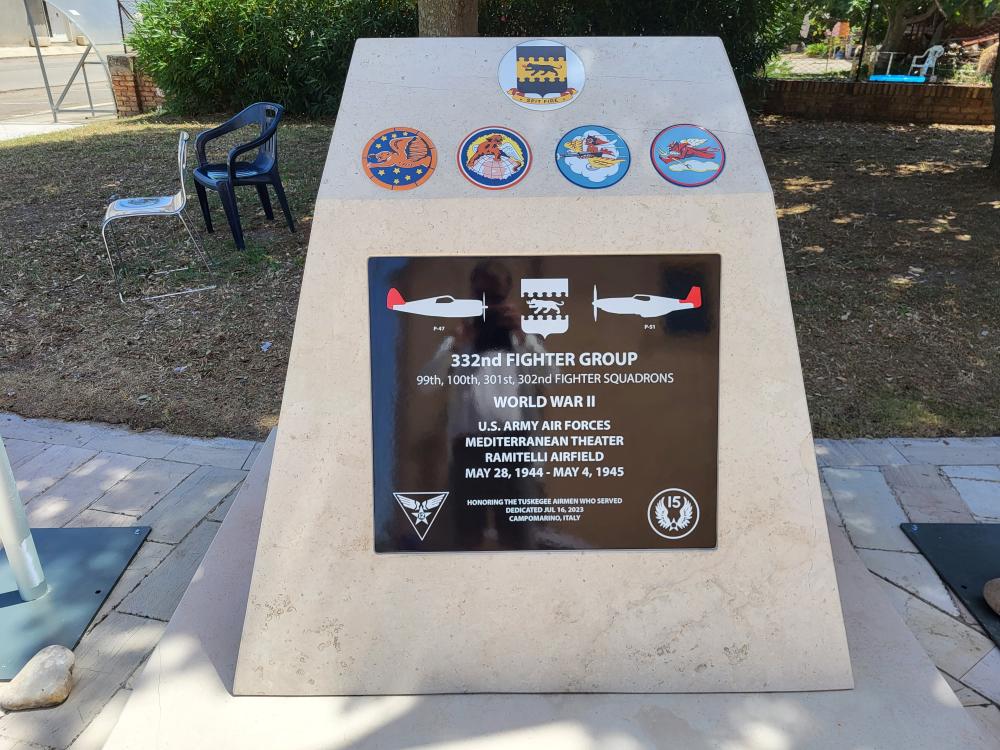 SPIT FIRE
P-47
P-51
332nd FIGHTER GROUP
99th, 100th, 301st, 302nd FIGHTER SQUADRONS
WORLD WAR II
U.S. ARMY AIR FORCES
MEDITERRANEAN THEATER
RAMITELLI AIRFIELD
MAY 28, 1944 - MAY 4, 1945
HONORING THE TUSKEGEE AIRMEN WHO SERVED
DEDICATED JUL 16, 2023
CAMPOMARINO, ITALY
12
15